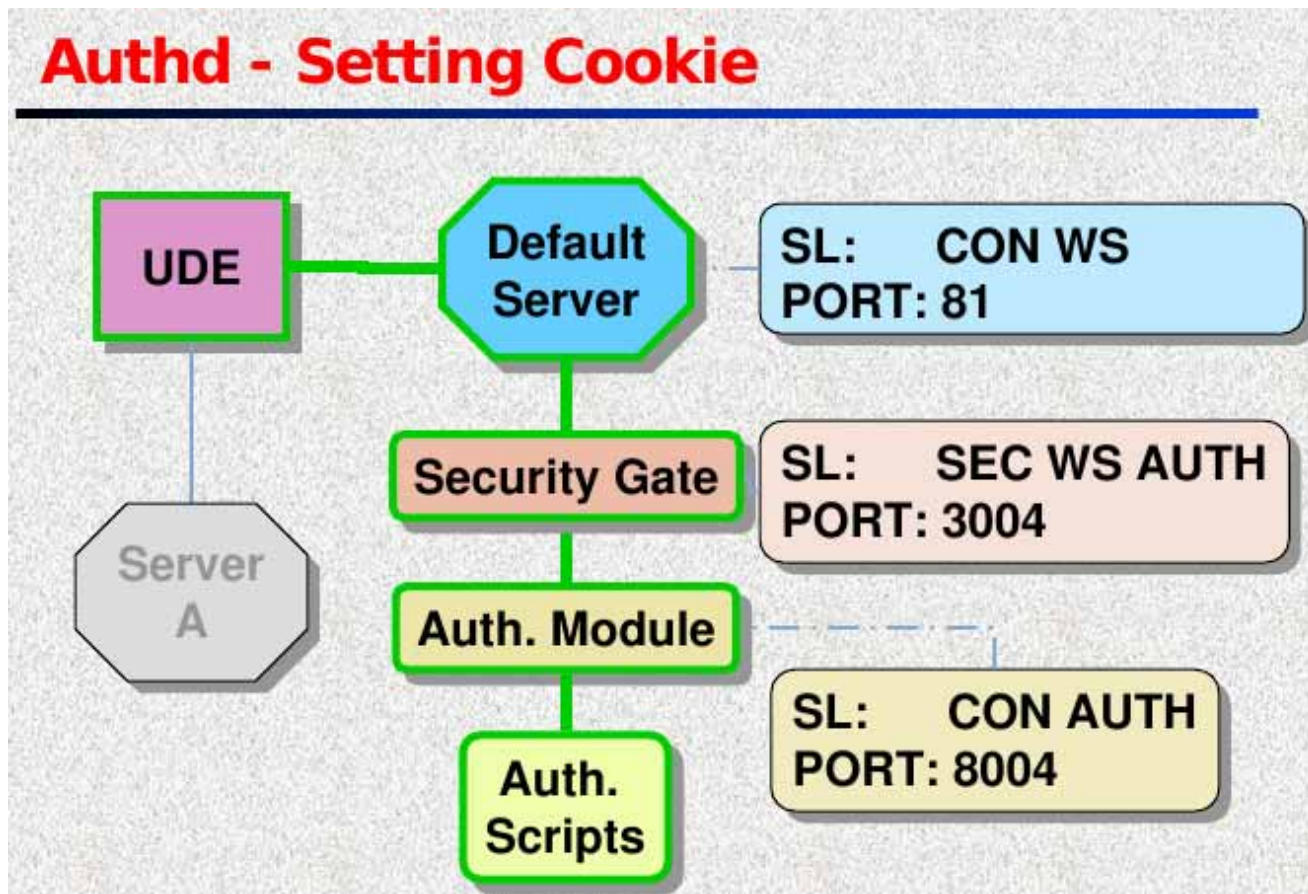 Authd - Setting Cookie
UDE
Default
Server
SL: CON WS
PORT: 81
Security Gate
SL: SEC WS AUTH
PORT: 3004
Server
A
Auth. Module
SL: CON AUTH
PORT: 8004
Auth.
Scripts